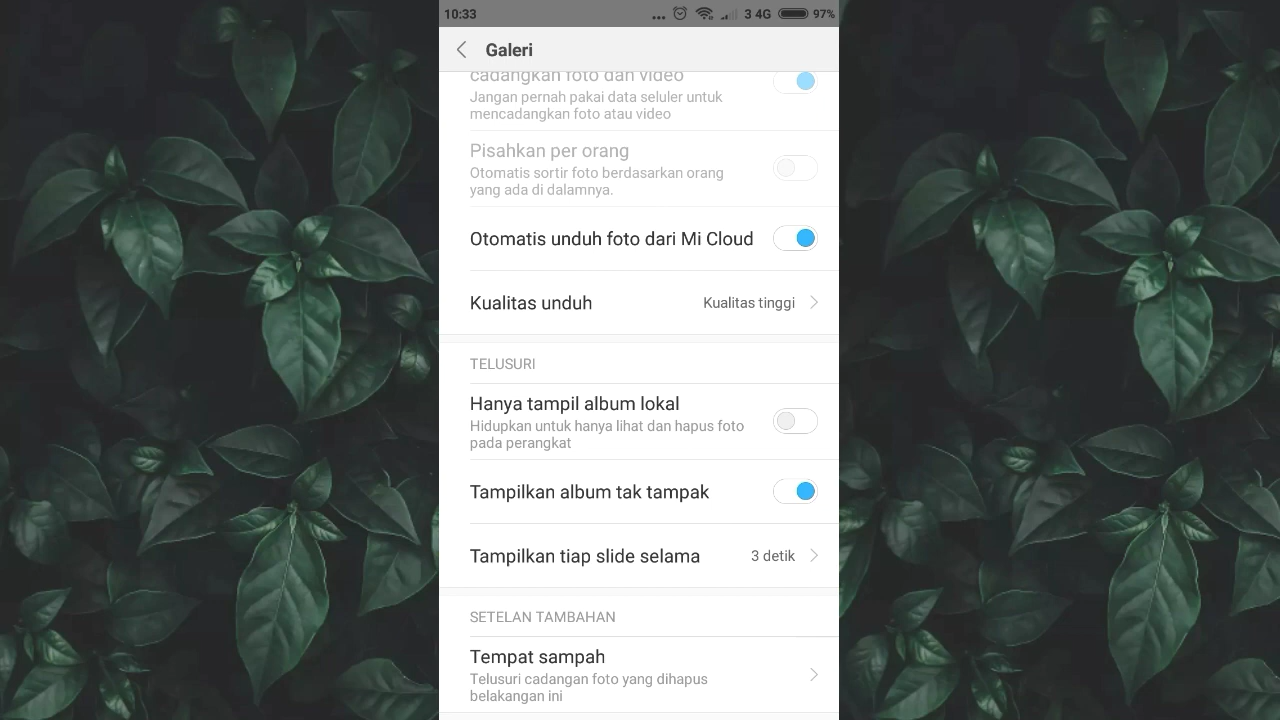 10:33
3 4G
97%
Galeri
cadangkan foto dan video
Jangan pernah pakai data seluler untuk
mencadangkan foto atau video
Pisahkan per orang
Otomatis sortir foto berdasarkan orang
yang ada di dalamnya.
Otomatis unduh foto dari Mi Cloud
Kualitas unduh
Kualitas tinggi
TELUSURI
Hanya tampil album lokal
Hidupkan untuk hanya lihat dan hapus foto
pada perangkat
Tampilkan album tak tampak
Tampilkan tiap slide selama
3 detik
SETELAN TAMBAHAN
Tempat sampah
Telusuri cadangan foto yang dihapus
belakangan ini